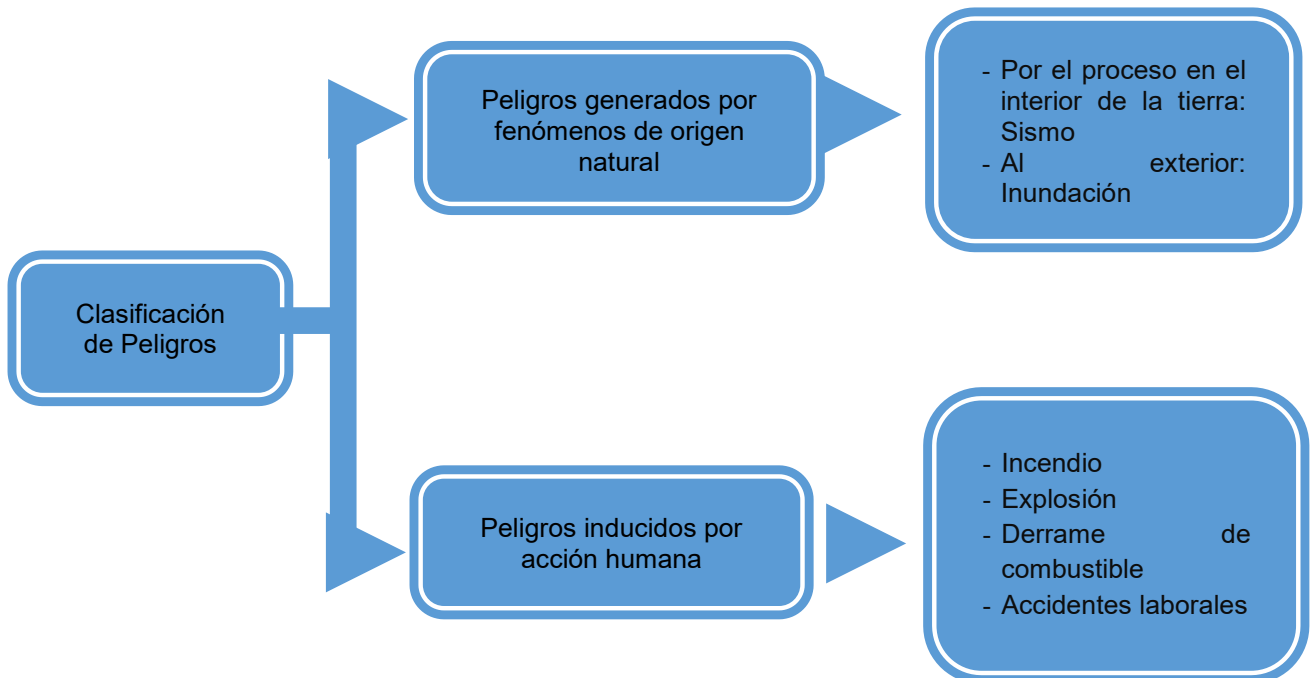 Clasificación
de Peligros
Peligros generados por
fenómenos de origen
natural
- Por el proceso en el
interior de la tierra:
Sismo
- Al exterior:
Inundación
Peligros inducidos por
acción humana
- Incendio
- Explosión
- Derrame de
combustible
- Accidentes laborales